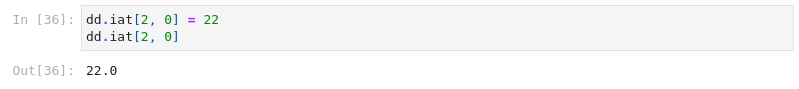 In [36]: dd.iat[2, 0] = 22
dd.iat[2, 0]
Out[36]: 22.0